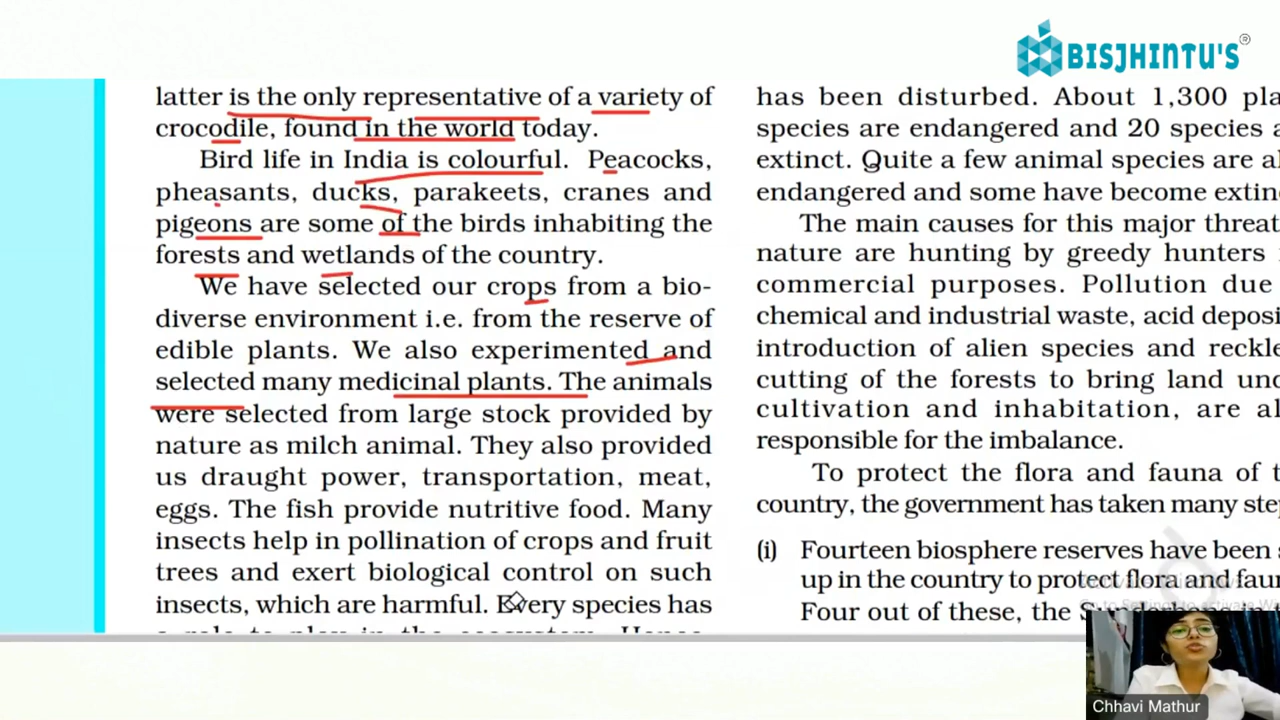 BISJHINTU'S
latter is the only representative of a variety of
crocodile, found in the world today.
Bird life in India is colourful. Peacocks,
pheasants, ducks, parakeets, cranes and
pigeons are some of the birds inhabiting the
forests and wetlands of the country.
We have selected our crops from a bio-
diverse environment i.e. from the reserve of
edible plants. We also experimented and
selected many medicinal plants. The animals
were selected from large stock provided by
nature as milch animal. They also provided
us draught power, transportation, meat,
eggs. The fish provide nutritive food. Many
insects help in pollination of crops and fruit
trees and exert biological control on such
insects, which are harmful. Every species has
has been disturbed. About 1,300 pla
species are endangered and 20 species a
extinct. Quite a few animal species are al
endangered and some have become extin
The main causes for this major threat
nature are hunting by greedy hunters
commercial purposes. Pollution due
chemical and industrial waste, acid deposi
introduction of alien species and reckle
cutting of the forests to bring land und
cultivation and inhabitation, are al
responsible for the imbalance.
To protect the flora and fauna of t
country, the government has taken many step
(i) Fourteen biosphere reserves have been s
up in the country to protect flora and faun
Four out of these, the
Chhavi Mathur